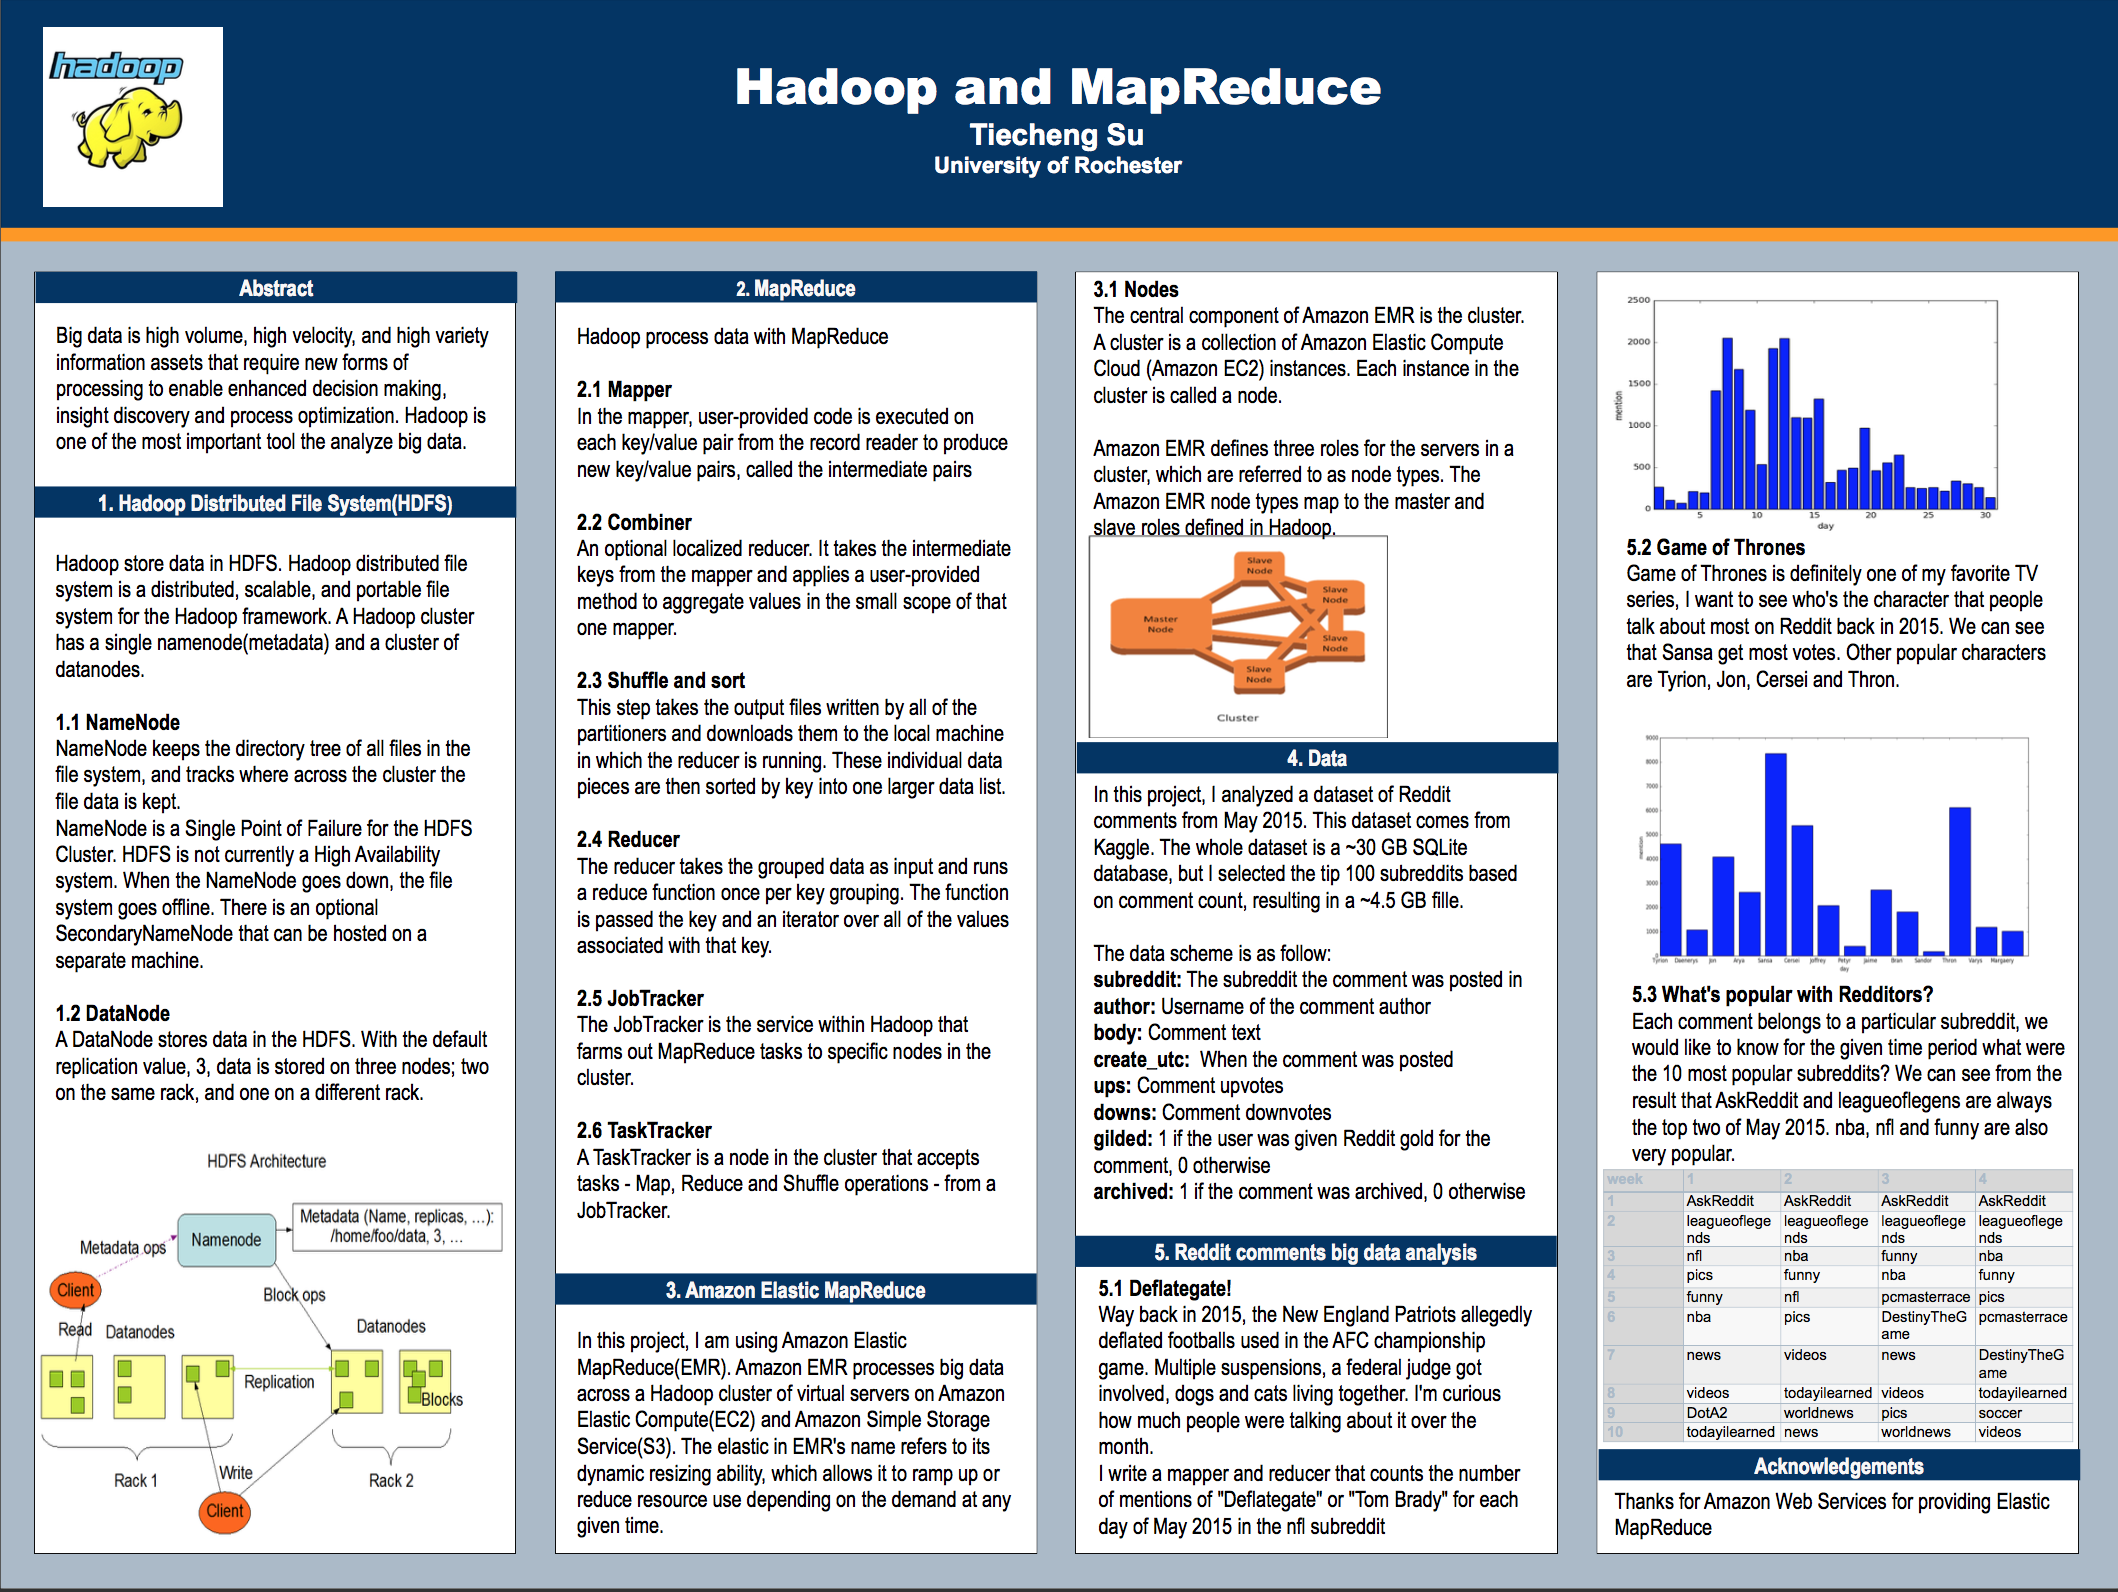 hadoop
Hadoop and MapReduce
Tiecheng Su
University of Rochester
Abstract
Big data is high volume, high velocity, and high variety
information assets that require new forms of
processing to enable enhanced decision making,
insight discovery and process optimization. Hadoop is
one of the most important tool the analyze big data.
1. Hadoop Distributed File System(HDFS)
Hadoop store data in HDFS. Hadoop distributed file
system is a distributed, scalable, and portable file
system for the Hadoop framework. A Hadoop cluster
has a single namenode(metadata) and a cluster of
datanodes.
1.1 NameNode
NameNode keeps the directory tree of all files in the
file system, and tracks where across the cluster the
file data is kept.
NameNode is a Single Point of Failure for the HDFS
Cluster. HDFS is not currently a High Availability
system. When the NameNode goes down, the file
system goes offline. There is an optional
SecondaryNameNode that can be hosted on a
separate machine.
1.2 DataNode
A DataNode stores data in the HDFS. With the default
replication value, 3, data is stored on three nodes; two
on the same rack, and one on a different rack.
HDFS Architecture
Metadata (Name, replicas, ...):
/home/foo/data, 3, ...
Namenode
Metadata ops
Client
Block ops
Read
Datanodes
Datanodes
Replication
Blocks
Rack 1
Write
Rack 2
Client
2. MapReduce
Hadoop process data with MapReduce
2.1 Mapper
In the mapper, user-provided code is executed on
each key/value pair from the record reader to produce
new key/value pairs, called the intermediate pairs
2.2 Combiner
An optional localized reducer. It takes the intermediate
keys from the mapper and applies a user-provided
method to aggregate values in the small scope of that
one mapper.
2.3 Shuffle and sort
This step takes the output files written by all of the
partitioners and downloads them to the local machine
in which the reducer is running. These individual data
pieces are then sorted by key into one larger data list.
2.4 Reducer
The reducer takes the grouped data as input and runs
a reduce function once per key grouping. The function
is passed the key and an iterator over all of the values
associated with that key.
2.5 JobTracker
The JobTracker is the service within Hadoop that
farms out MapReduce tasks to specific nodes in the
cluster.
2.6 TaskTracker
A TaskTracker is a node in the cluster that accepts
tasks - Map, Reduce and Shuffle operations - from a
JobTracker.
3. Amazon Elastic MapReduce
In this project, I am using Amazon Elastic
MapReduce(EMR). Amazon EMR processes big data
across a Hadoop cluster of virtual servers on Amazon
Elastic Compute(EC2) and Amazon Simple Storage
Service(S3). The elastic in EMR's name refers to its
dynamic resizing ability, which allows it to ramp up or
reduce resource use depending on the demand at any
given time.
3.1 Nodes
The central component of Amazon EMR is the cluster.
A cluster is a collection of Amazon Elastic Compute
Cloud (Amazon EC2) instances. Each instance in the
cluster is called a node.
Amazon EMR defines three roles for the servers in a
cluster, which are referred to as node types. The
Amazon EMR node types map to the master and
slave roles defined in Hadoop.
Slave
Node
Slave
Node
Master
Node
Slave
Node
Slave
Node
Cluster
4. Data
In this project, I analyzed a dataset of Reddit
comments from May 2015. This dataset comes from
Kaggle. The whole dataset is a ~30 GB SQLite
database, but I selected the tip 100 subreddits based
on comment count, resulting in a ~4.5 GB fille.
The data scheme is as follow:
subreddit: The subreddit the comment was posted in
author: Username of the comment author
body: Comment text
create_utc: When the comment was posted
ups: Comment upvotes
downs: Comment downvotes
gilded: 1 if the user was given Reddit gold for the
comment, 0 otherwise
archived: 1 if the comment was archived, 0 otherwise
5. Reddit comments big data analysis
5.1 Deflategate!
Way back in 2015, the New England Patriots allegedly
deflated footballs used in the AFC championship
game. Multiple suspensions, a federal judge got
involved, dogs and cats living together. I'm curious
how much people were talking about it over the
month.
I write a mapper and reducer that counts the number
of mentions of "Deflategate" or "Tom Brady" for each
day of May 2015 in the nfl subreddit
2500
2000
1500
1000
500
0
mention
5 10 15 20 25 30
day
5.2 Game of Thrones
Game of Thrones is definitely one of my favorite TV
series, I want to see who's the character that people
talk about most on Reddit back in 2015. We can see
that Sansa get most votes. Other popular characters
are Tyrion, Jon, Cersei and Thron.
9000
8000
7000
6000
5000
4000
3000
2000
1000
0
mention
Tyrion Daenerys Jon Arya Sansa Cersei Joffrey Petyr Jaime Bran Sandor Thron Varys Margaery
day
5.3 What's popular with Redditors?
Each comment belongs to a particular subreddit, we
would like to know for the given time period what were
the 10 most popular subreddits? We can see from the
result that AskReddit and leagueoflegens are always
the top two of May 2015. nba, nfl and funny are also
very popular.
week 1 2 3 4
1 AskReddit AskReddit AskReddit AskReddit
2 leagueoflege leagueoflege leagueoflege leagueoflege
nds nds nds nds
3 nfl nba funny nba
4 pics funny nba funny
5 funny nfl pcmasterrace pics
6 nba pics DestinyTheG pcmasterrace
ame
7 news videos news DestinyTheG
ame
8 videos todayilearned videos todayilearned
9 DotA2 worldnews pics soccer
10 todayilearned news worldnews videos
Acknowledgements
Thanks for Amazon Web Services for providing Elastic
MapReduce